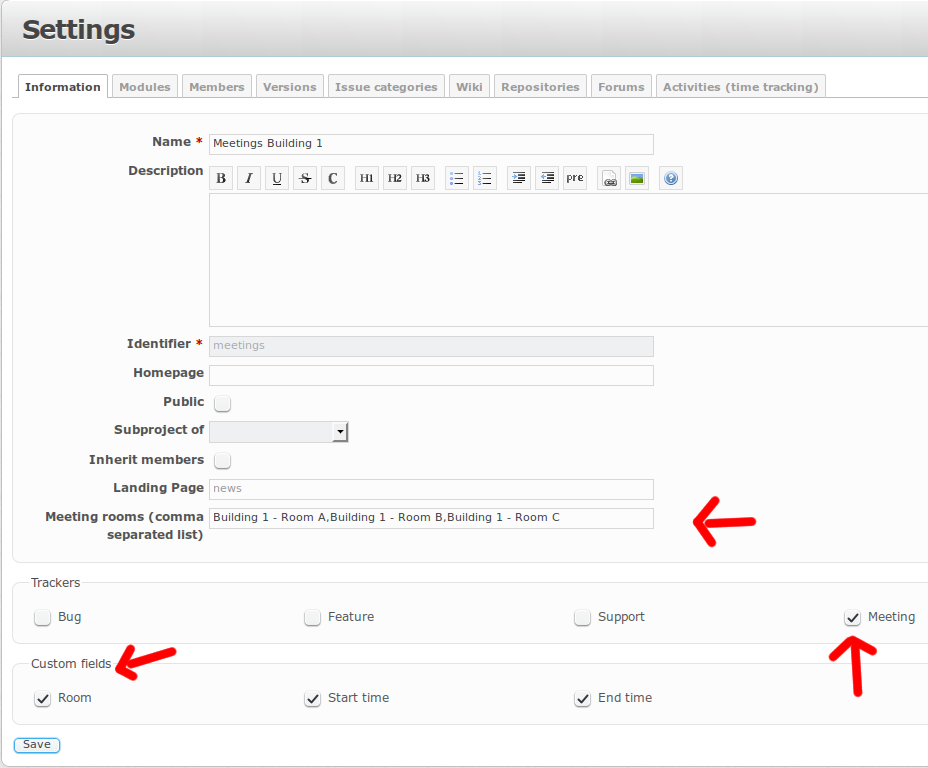 Settings
Information Modules Members Versions Issue categories Wiki Repositories Forums Activities (time tracking)
Name * Meetings Building 1
Description B I U S C H1 H2 H3 pre
Identifier * meetings
Homepage
Public
Subproject of
Inherit members
Landing Page news
Meeting rooms (comma Building 1 - Room A,Building 1 - Room B,Building 1 - Room C
separated list)
Trackers
Bug Feature Support Meeting
Custom fields
Room Start time End time
Save